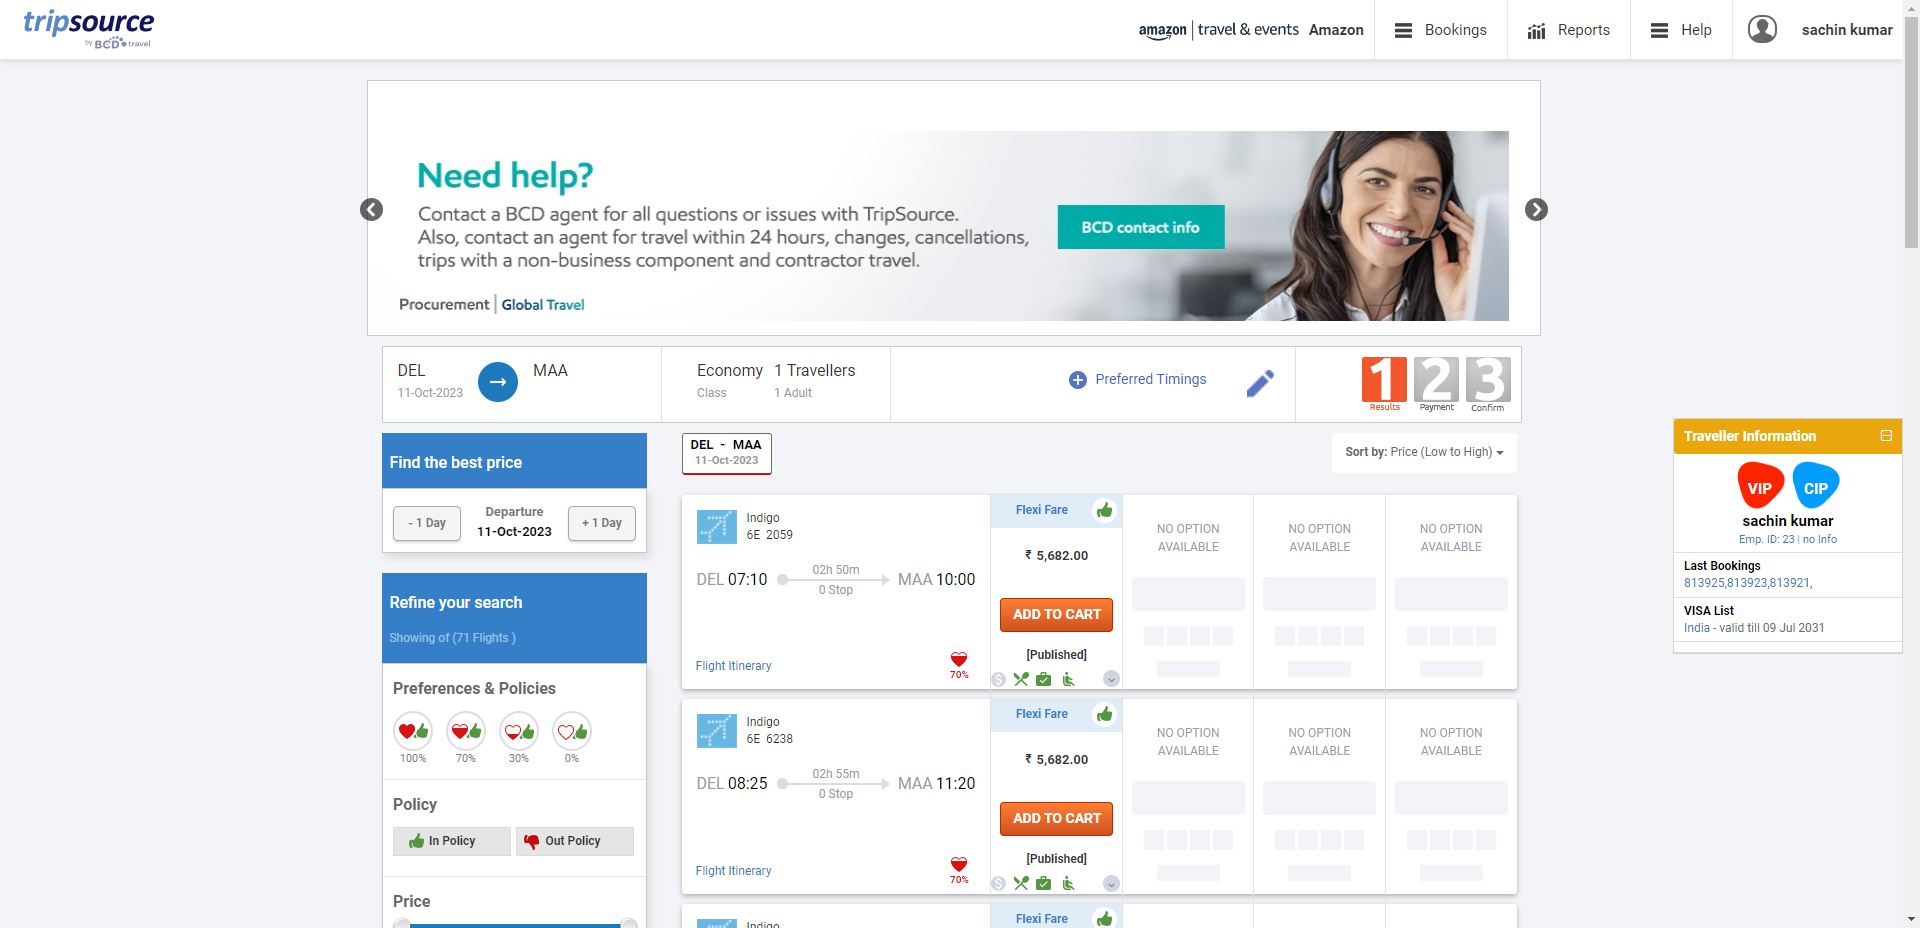 tripsource
by BCD travel
amazon | travel & events Amazon
Bookings
Reports
Help
sachin kumar
Need help?
Contact a BCD agent for all questions or issues with TripSource.
Also, contact an agent for travel within 24 hours, changes, cancellations,
trips with a non-business component and contractor travel.
BCD contact info
Procurement | Global Travel
DEL
11-Oct-2023
MAA
Economy
Class
1 Travellers
1 Adult
Preferred Timings
1 Results
2 Payment
3 Confirm
Find the best price
- 1 Day
Departure
11-Oct-2023
+ 1 Day
Refine your search
Showing of (71 Flights )
Preferences & Policies
100% 70% 30% 0%
Policy
In Policy
Out Policy
Price
DEL - MAA
11-Oct-2023
Sort by: Price (Low to High)
Indigo
6E 2059
DEL 07:10
02h 50m
0 Stop
MAA 10:00
Flight Itinerary
70%
Flexi Fare
₹ 5,682.00
ADD TO CART
[Published]
NO OPTION
AVAILABLE
NO OPTION
AVAILABLE
NO OPTION
AVAILABLE
Indigo
6E 6238
DEL 08:25
02h 55m
0 Stop
MAA 11:20
Flight Itinerary
70%
Flexi Fare
₹ 5,682.00
ADD TO CART
[Published]
NO OPTION
AVAILABLE
NO OPTION
AVAILABLE
NO OPTION
AVAILABLE
Indigo
Flexi Fare
Traveller Information
VIP
CIP
sachin kumar
Emp. ID: 23 | no Info
Last Bookings
813925,813923,813921,
VISA List
India - valid till 09 Jul 2031